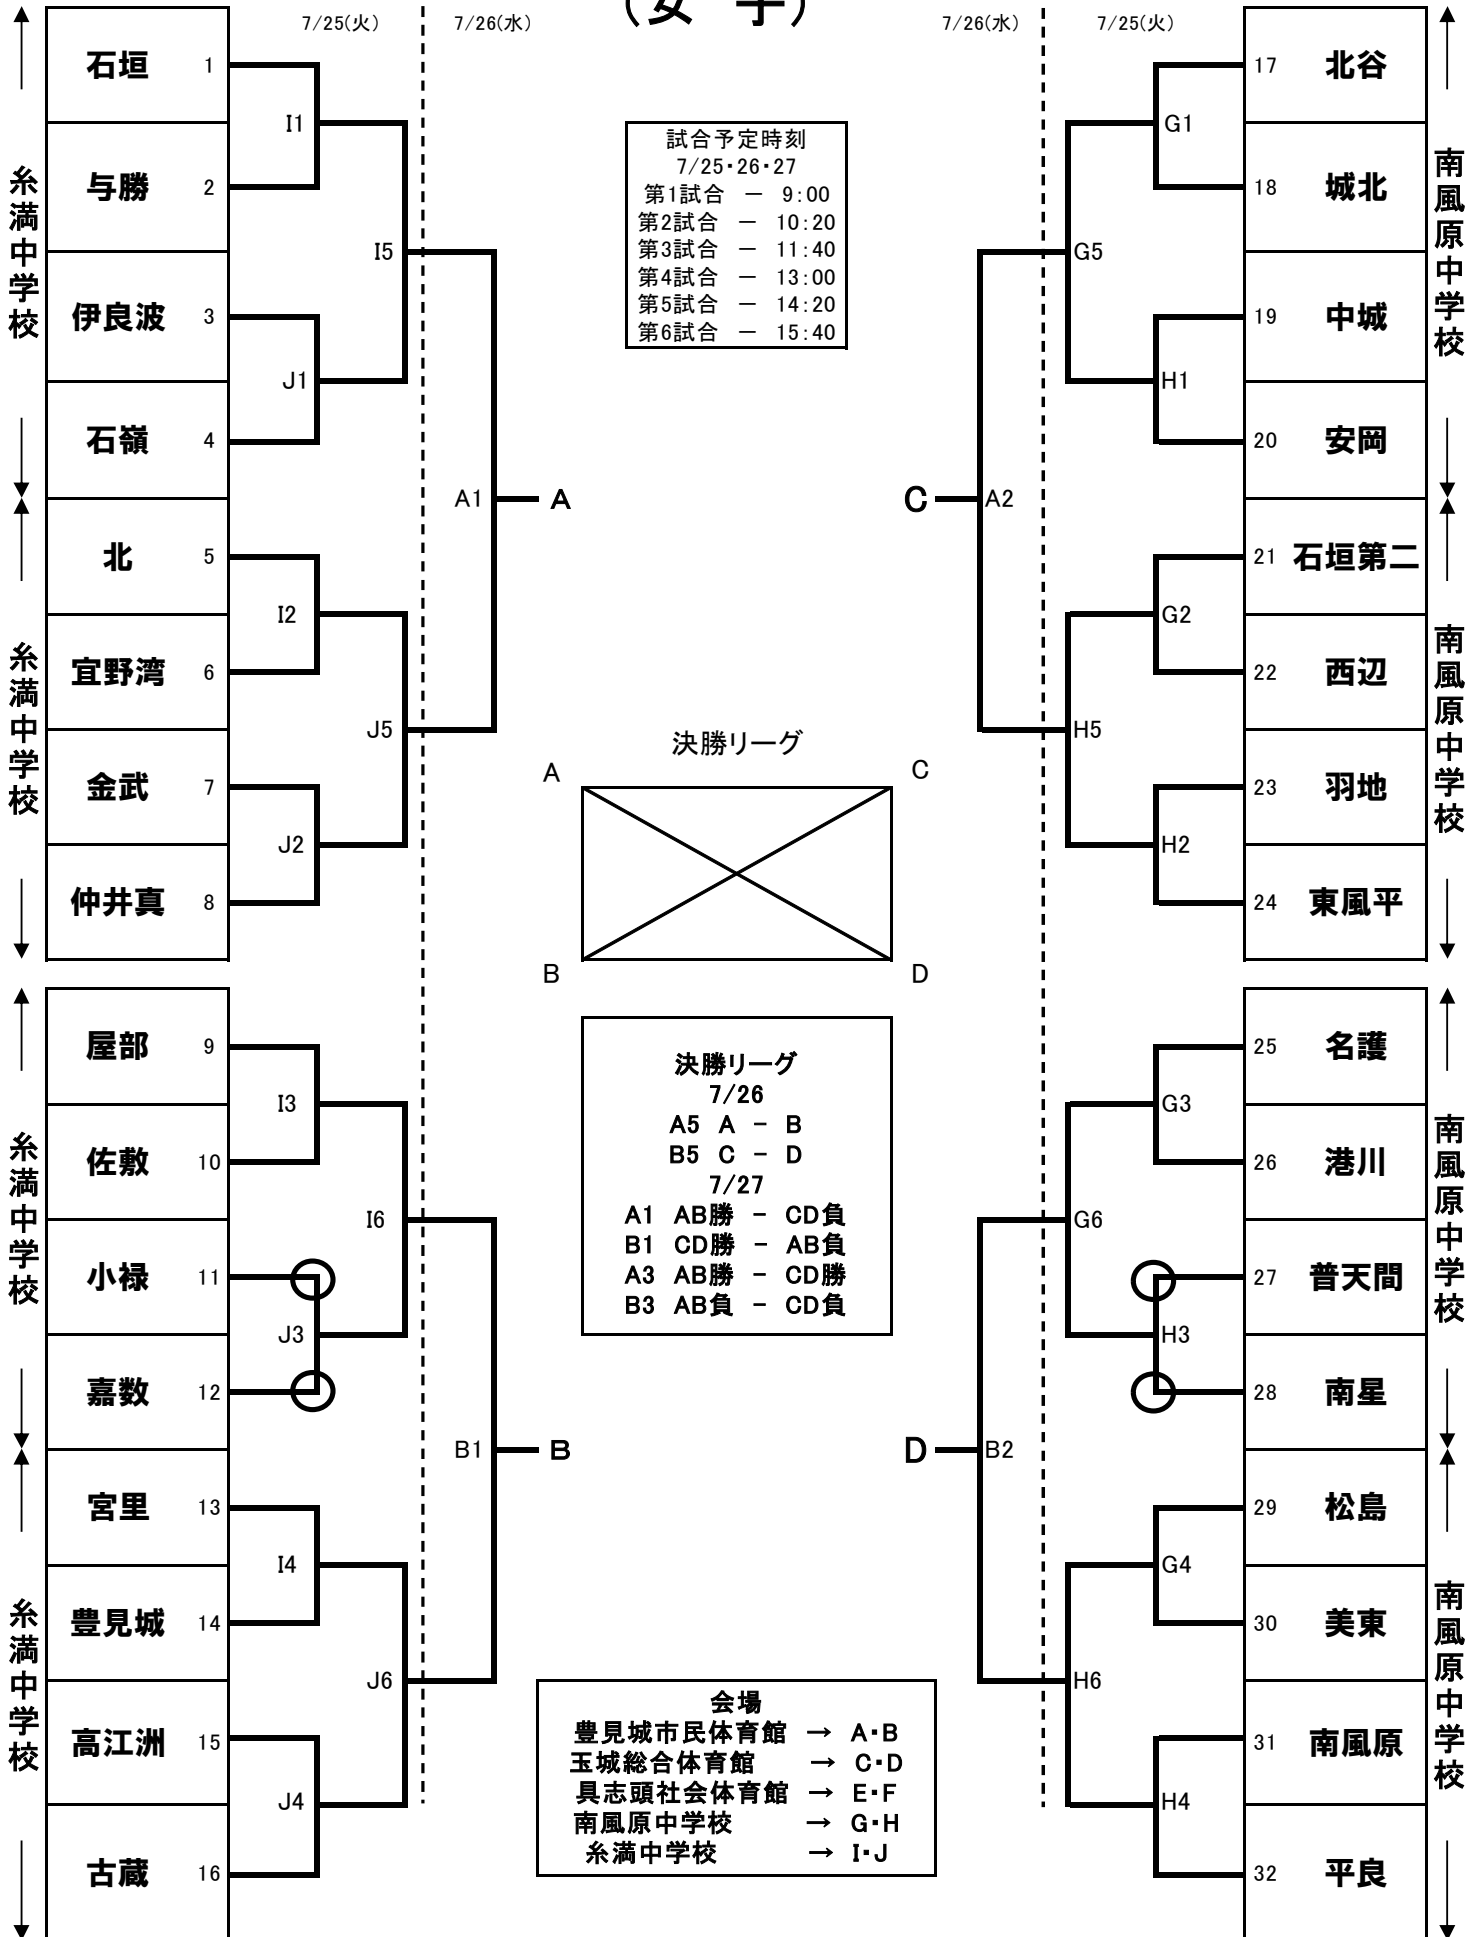 (女 子)
7/25(火)
7/26(水)
7/26(水)
7/25(火)
糸満中学校
糸満中学校
糸満中学校
糸満中学校
石垣 1
与勝 2
伊良波 3
石嶺 4
北 5
宜野湾 6
金武 7
仲井真 8
屋部 9
佐敷 10
小禄 11
嘉数 12
宮里 13
豊見城 14
高江洲 15
古蔵 16
I1
J1
I2
J2
I3
J3
I4
J4
I5
J5
I6
J6
A1
B1
A
B
試合予定時刻
7/25・26・27
第1試合 － 9:00
第2試合 － 10:20
第3試合 － 11:40
第4試合 － 13:00
第5試合 － 14:20
第6試合 － 15:40
決勝リーグ
A
C
B
D
決勝リーグ
7/26
A5 A － B
B5 C － D
7/27
A1 AB勝 － CD負
B1 CD勝 － AB負
A3 AB勝 － CD勝
B3 AB負 － CD負
会場
豊見城市民体育館 → A・B
玉城総合体育館 → C・D
具志頭社会体育館 → E・F
南風原中学校 → G・H
糸満中学校 → I・J
C
D
A2
B2
G5
H5
G6
H6
G1
H1
G2
H2
G3
H3
G4
H4
17 北谷
18 城北
19 中城
20 安岡
21 石垣第二
22 西辺
23 羽地
24 東風平
25 名護
26 港川
27 普天間
28 南星
29 松島
30 美東
31 南風原
32 平良
南風原中学校
南風原中学校
南風原中学校
南風原中学校